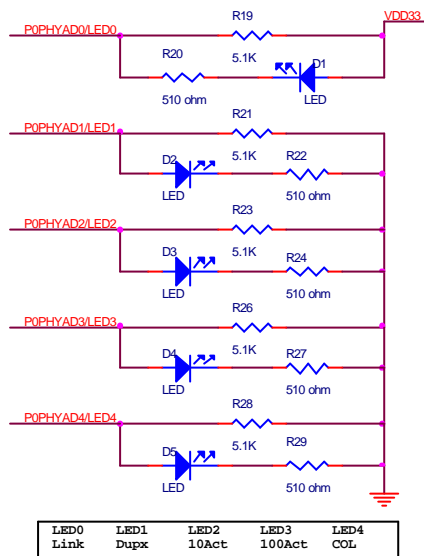 P0PHYAD0/LED0
R19
VDD33
5.1K
R20
D1
510 ohm
LED
P0PHYAD1/LED1
R21
5.1K
D2
R22
LED
510 ohm
P0PHYAD2/LED2
R23
5.1K
D3
R24
LED
510 ohm
P0PHYAD3/LED3
R26
5.1K
D4
R27
LED
510 ohm
P0PHYAD4/LED4
R28
5.1K
D5
R29
LED
510 ohm
LED0 LED1 LED2 LED3 LED4
Link Dupx 10Act 100Act COL